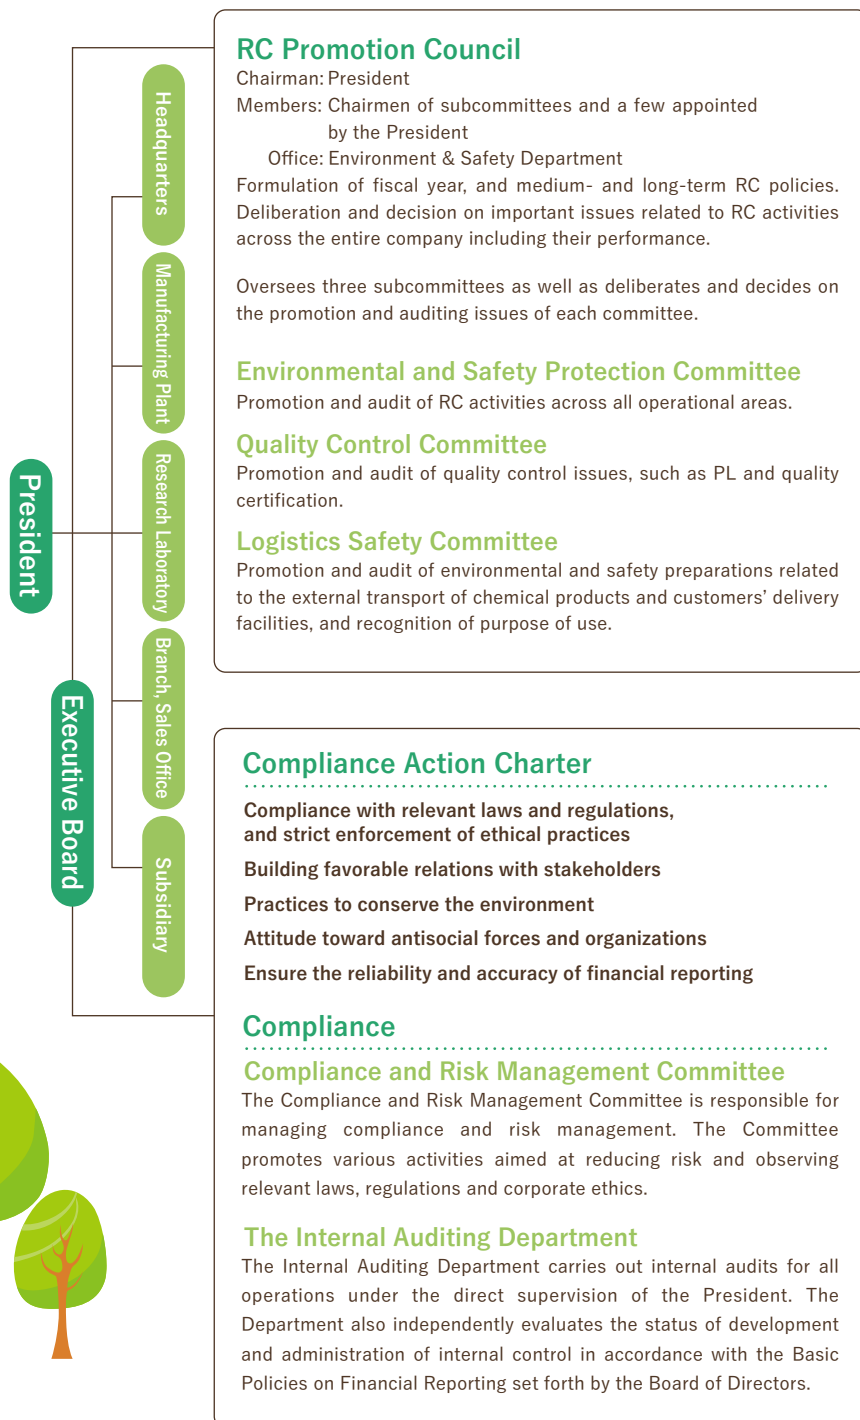 President
Executive Board
Headquarters
Manufacturing Plant
Research Laboratory
Branch, Sales Office
Subsidiary
RC Promotion Council
Chairman: President
Members: Chairmen of subcommittees and a few appointed
by the President
Office: Environment & Safety Department
Formulation of fiscal year, and medium- and long-term RC policies.
Deliberation and decision on important issues related to RC activities
across the entire company including their performance.
Oversees three subcommittees as well as deliberates and decides on
the promotion and auditing issues of each committee.
Environmental and Safety Protection Committee
Promotion and audit of RC activities across all operational areas.
Quality Control Committee
Promotion and audit of quality control issues, such as PL and quality
certification.
Logistics Safety Committee
Promotion and audit of environmental and safety preparations related
to the external transport of chemical products and customers’ delivery
facilities, and recognition of purpose of use.
Compliance Action Charter
Compliance with relevant laws and regulations,
and strict enforcement of ethical practices
Building favorable relations with stakeholders
Practices to conserve the environment
Attitude toward antisocial forces and organizations
Ensure the reliability and accuracy of financial reporting
Compliance
Compliance and Risk Management Committee
The Compliance and Risk Management Committee is responsible for
managing compliance and risk management. The Committee
promotes various activities aimed at reducing risk and observing
relevant laws, regulations and corporate ethics.
The Internal Auditing Department
The Internal Auditing Department carries out internal audits for all
operations under the direct supervision of the President. The
Department also independently evaluates the status of development
and administration of internal control in accordance with the Basic
Policies on Financial Reporting set forth by the Board of Directors.